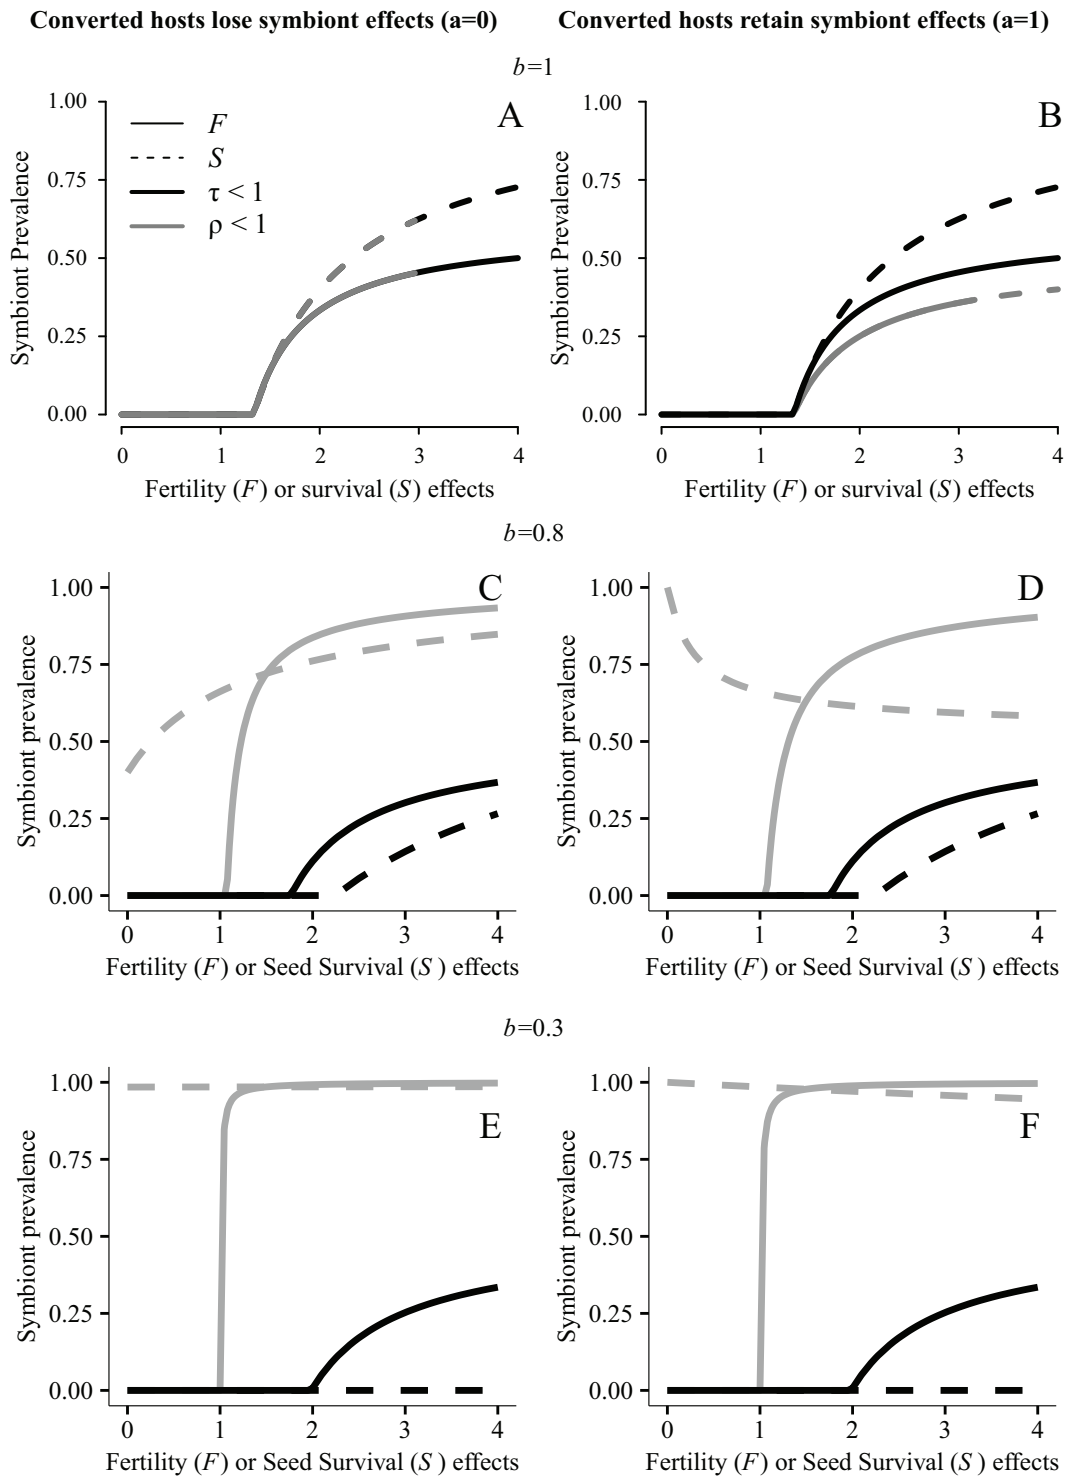 Converted hosts lose symbiont effects (a=0)
Converted hosts retain symbiont effects (a=1)
b=1
A
F
S
τ < 1
ρ < 1
Symbiont Prevalence
1.00
0.75
0.50
0.25
0.00
0 1 2 3 4
Fertility (F) or survival (S) effects
B
Symbiont Prevalence
1.00
0.75
0.50
0.25
0.00
0 1 2 3 4
Fertility (F) or survival (S) effects
b=0.8
C
Symbiont prevalence
1.00
0.75
0.50
0.25
0.00
0 1 2 3 4
Fertility (F) or Seed Survival (S ) effects
D
Symbiont prevalence
1.00
0.75
0.50
0.25
0.00
0 1 2 3 4
Fertility (F) or Seed Survival (S ) effects
b=0.3
E
Symbiont prevalence
1.00
0.75
0.50
0.25
0.00
0 1 2 3 4
Fertility (F) or Seed Survival (S ) effects
F
Symbiont prevalence
1.00
0.75
0.50
0.25
0.00
0 1 2 3 4
Fertility (F) or Seed Survival (S ) effects